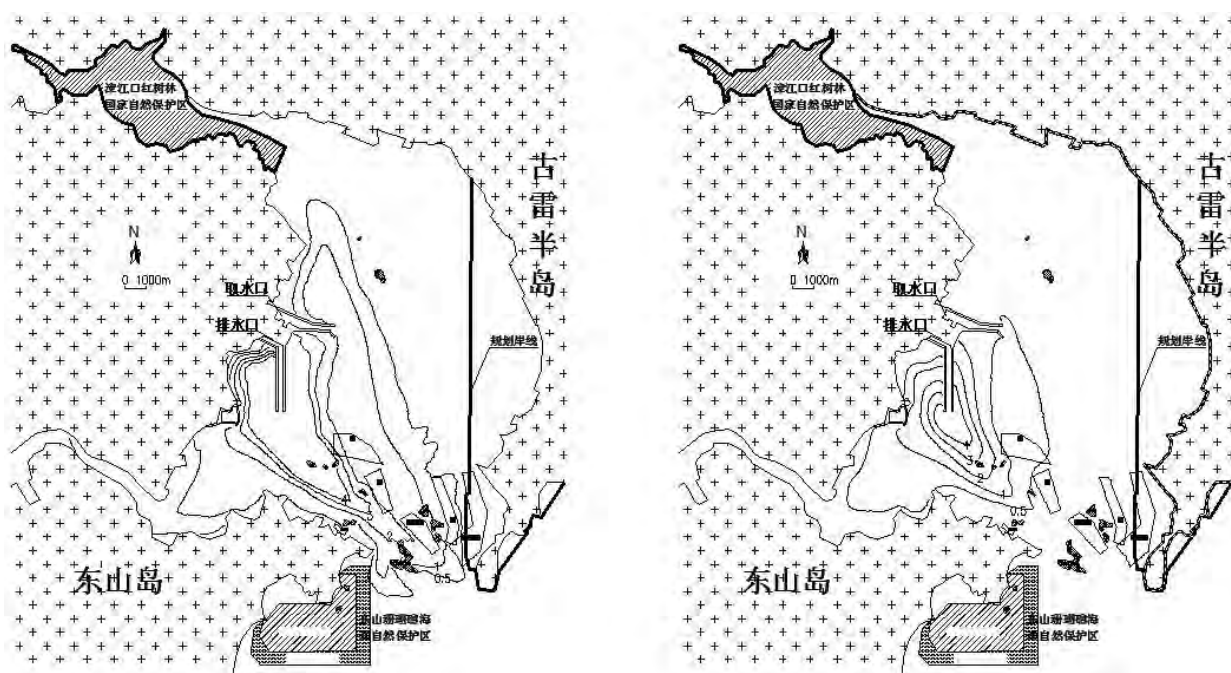 漳江口红树林
国家自然保护区
古雷半岛
N
0 1000m
取水口
排水口
规划岸线
4
2
0.5
东山岛
东山珊瑚礁海
自然保护区
漳江口红树林
国家自然保护区
古雷半岛
N
0 1000m
取水口
排水口
规划岸线
0.5
东山岛
东山珊瑚礁海
自然保护区